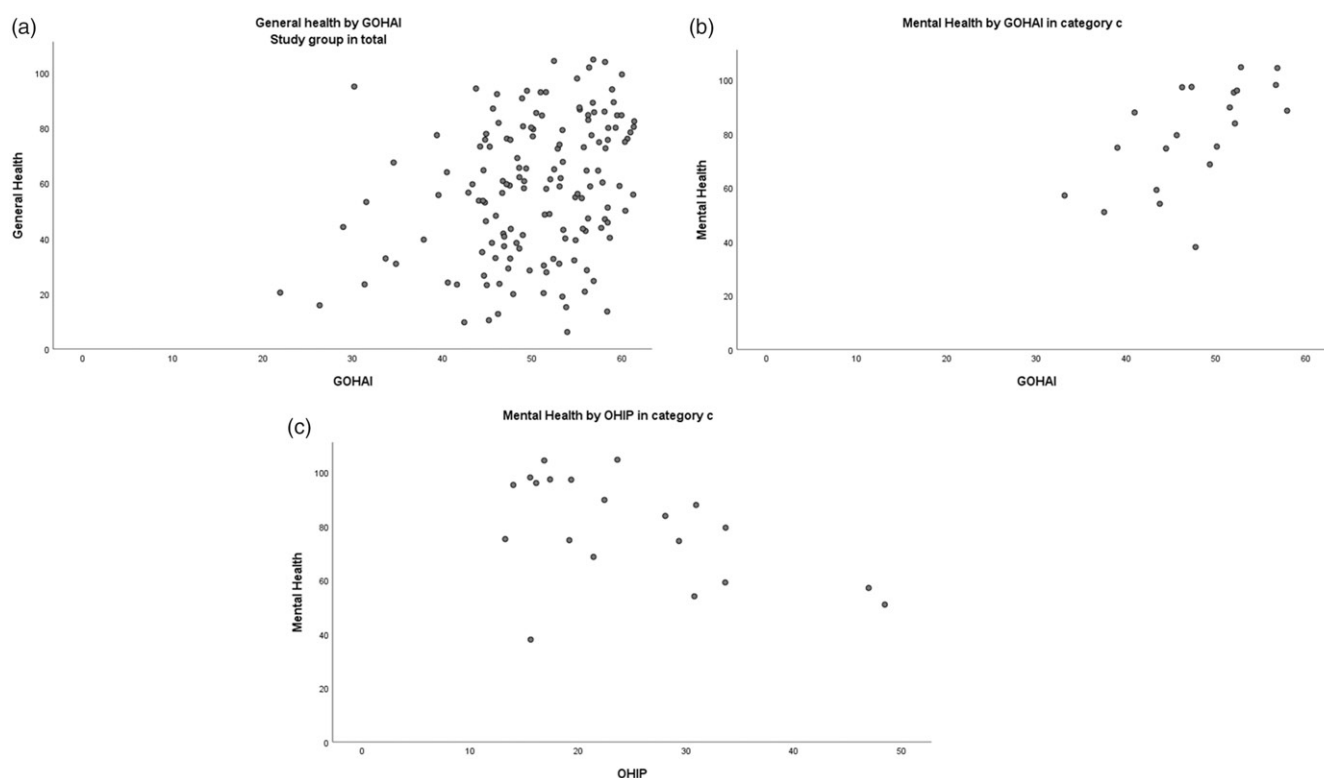 (a)
General health by GOHAI
Study group in total
General Health
100
80
60
40
20
0
0 10 20 30 40 50 60
GOHAI
(b)
Mental Health by GOHAI in category c
Mental Health
100
80
60
40
20
0
0 10 20 30 40 50 60
GOHAI
(c)
Mental Health by OHIP in category c
Mental Health
100
80
60
40
20
0
0 10 20 30 40 50
OHIP